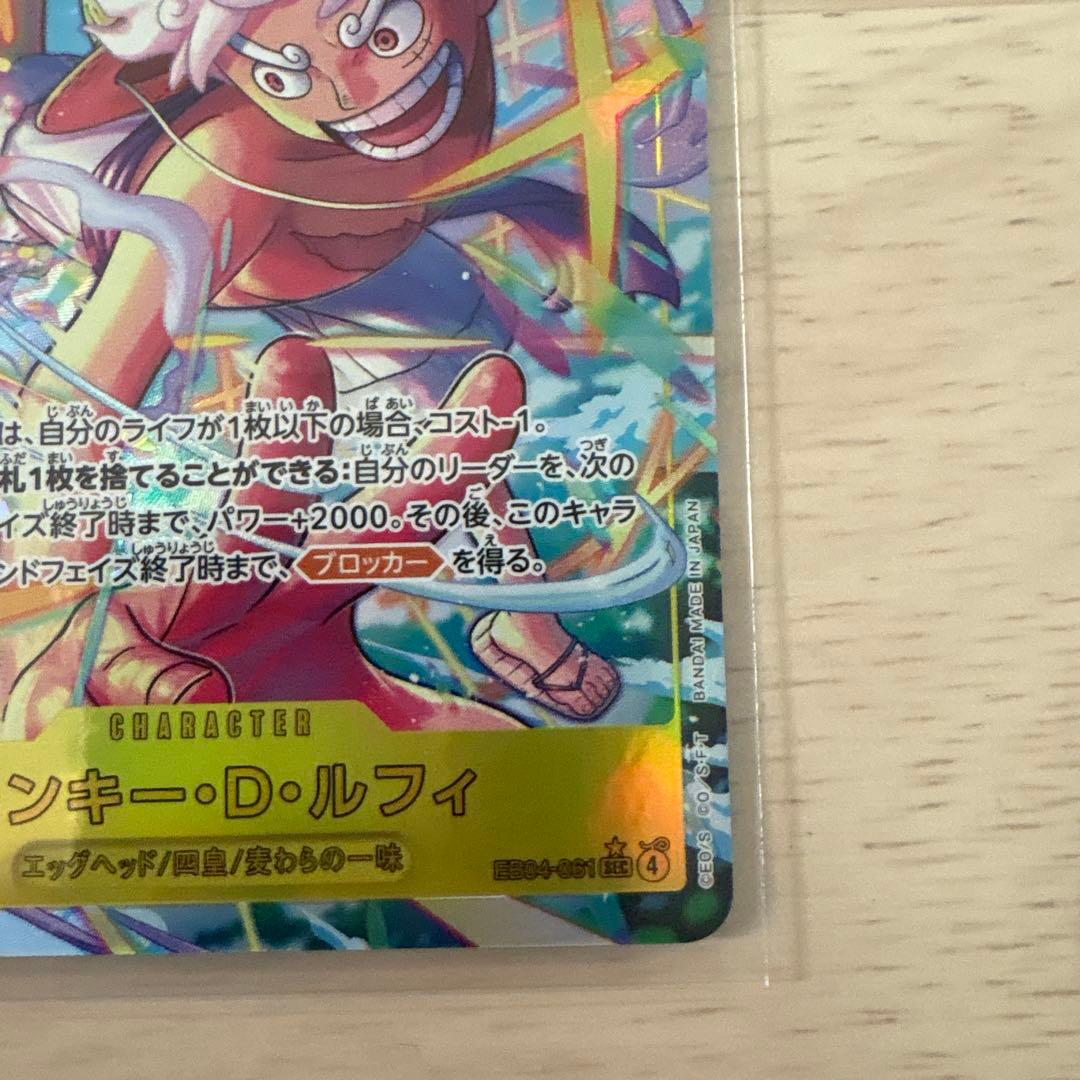 は、自分のライフが1枚以下の場合、コスト-1。
札1枚を捨てることができる：自分のリーダーを、次の
イズ終了時まで、パワー+2000。その後、このキャラ
ンドフェイズ終了時まで、ブロッカーを得る。
CHARACTER
ンキー・D・ルフィ
エッグヘッド/四皇/麦わらの一味
EB04-061 SEC 4
©EO/S ©O/S・F・T BANDAI MADE IN JAPAN